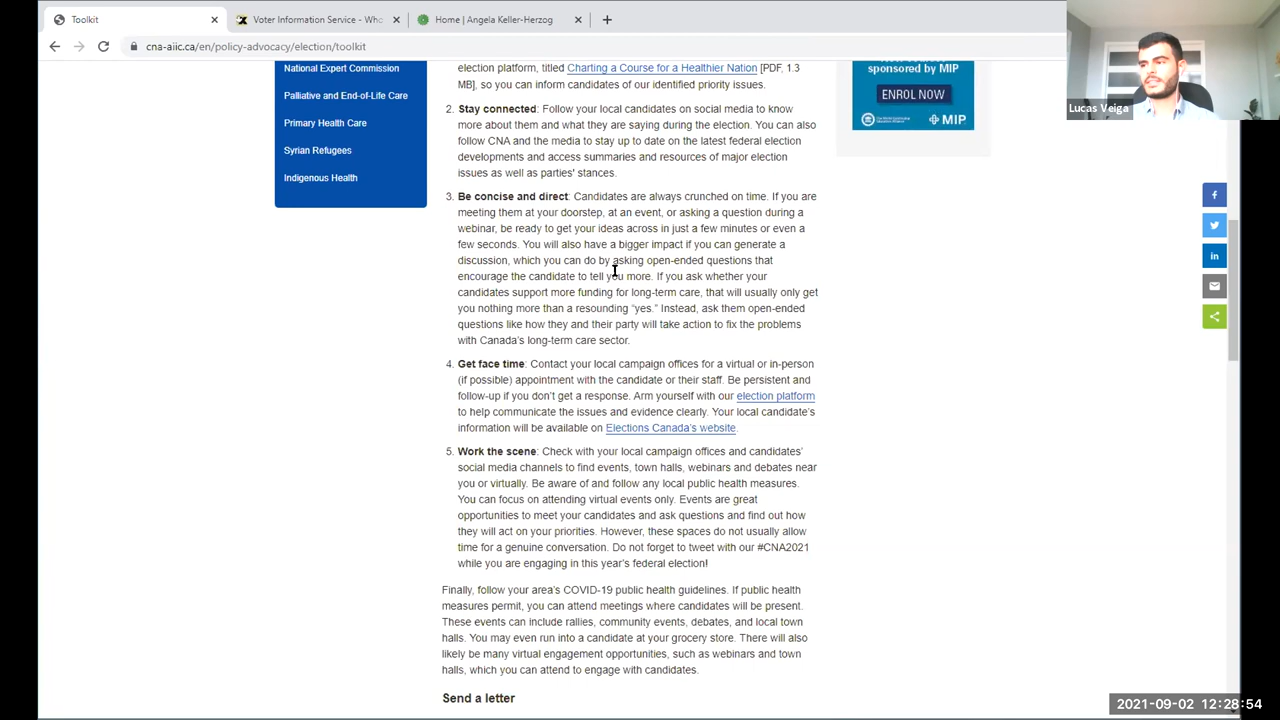 Toolkit
Voter Information Service - Who
Home | Angela Keller-Herzog
cna-aiic.ca/en/policy-advocacy/election/toolkit
National Expert Commission
Palliative and End-of-Life Care
Primary Health Care
Syrian Refugees
Indigenous Health
election platform, titled Charting a Course for a Healthier Nation [PDF, 1.3
MB], so you can inform candidates of our identified priority issues.
2. Stay connected: Follow your local candidates on social media to know
more about them and what they are saying during the election. You can also
follow CNA and the media to stay up to date on the latest federal election
developments and access summaries and resources of major election
issues as well as parties' stances.
3. Be concise and direct: Candidates are always crunched on time. If you are
meeting them at your doorstep, at an event, or asking a question during a
webinar, be ready to get your ideas across in just a few minutes or even a
few seconds. You will also have a bigger impact if you can generate a
discussion, which you can do by asking open-ended questions that
encourage the candidate to tell you more. If you ask whether your
candidates support more funding for long-term care, that will usually only get
you nothing more than a resounding “yes.” Instead, ask them open-ended
questions like how they and their party will take action to fix the problems
with Canada’s long-term care sector.
4. Get face time: Contact your local campaign offices for a virtual or in-person
(if possible) appointment with the candidate or their staff. Be persistent and
follow-up if you don’t get a response. Arm yourself with our election platform
to help communicate the issues and evidence clearly. Your local candidate’s
information will be available on Elections Canada’s website.
5. Work the scene: Check with your local campaign offices and candidates’
social media channels to find events, town halls, webinars and debates near
you or virtually. Be aware of and follow any local public health measures.
You can focus on attending virtual events only. Events are great
opportunities to meet your candidates and ask questions and find out how
they will act on your priorities. However, these spaces do not usually allow
time for a genuine conversation. Do not forget to tweet with our #CNA2021
while you are engaging in this year’s federal election!
Finally, follow your area’s COVID-19 public health guidelines. If public health
measures permit, you can attend meetings where candidates will be present.
These events can include rallies, community events, debates, and local town
halls. You may even run into a candidate at your grocery store. There will also
likely be many virtual engagement opportunities, such as webinars and town
halls, which you can attend to engage with candidates.
Send a letter
sponsored by MIP
ENROL NOW
MIP
Lucas Veiga
2021-09-02 12:28:54